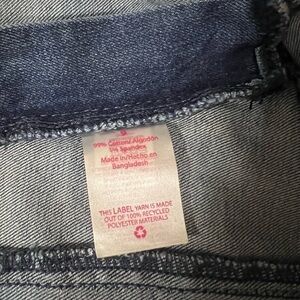 99% Cotton/ Algodón
1% Spandex
Made in/Hecho en
Bangladesh
THIS LABEL YARN IS MADE
OUT OF 100% RECYCLED
POLYESTER MATERIALS